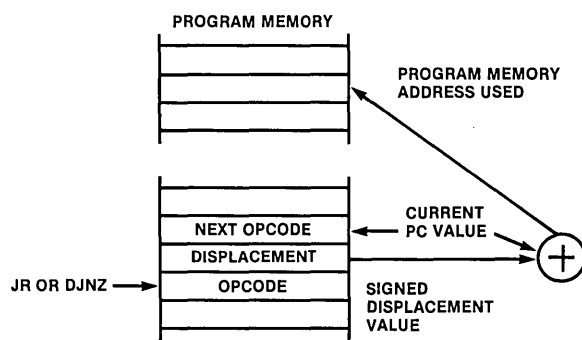 PROGRAM MEMORY
PROGRAM MEMORY
ADDRESS USED
NEXT OPCODE
CURRENT
PC VALUE
DISPLACEMENT
+
JR OR DJNZ
OPCODE
SIGNED
DISPLACEMENT
VALUE